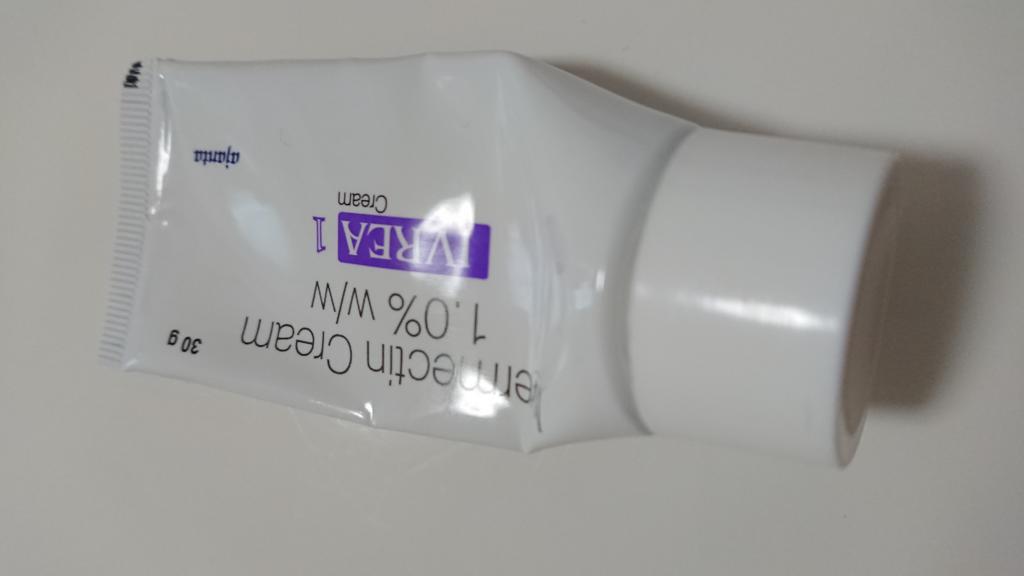 ermectin Cream
1.0% w/w
IVREA 1
Cream
30 g
ajanta